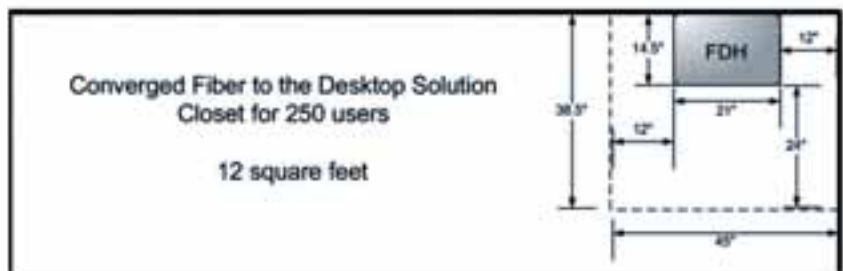 Converged Fiber to the Desktop Solution
Closet for 250 users
12 square feet
14.5"
FDH
12"
38.5"
21"
12"
24"
45"